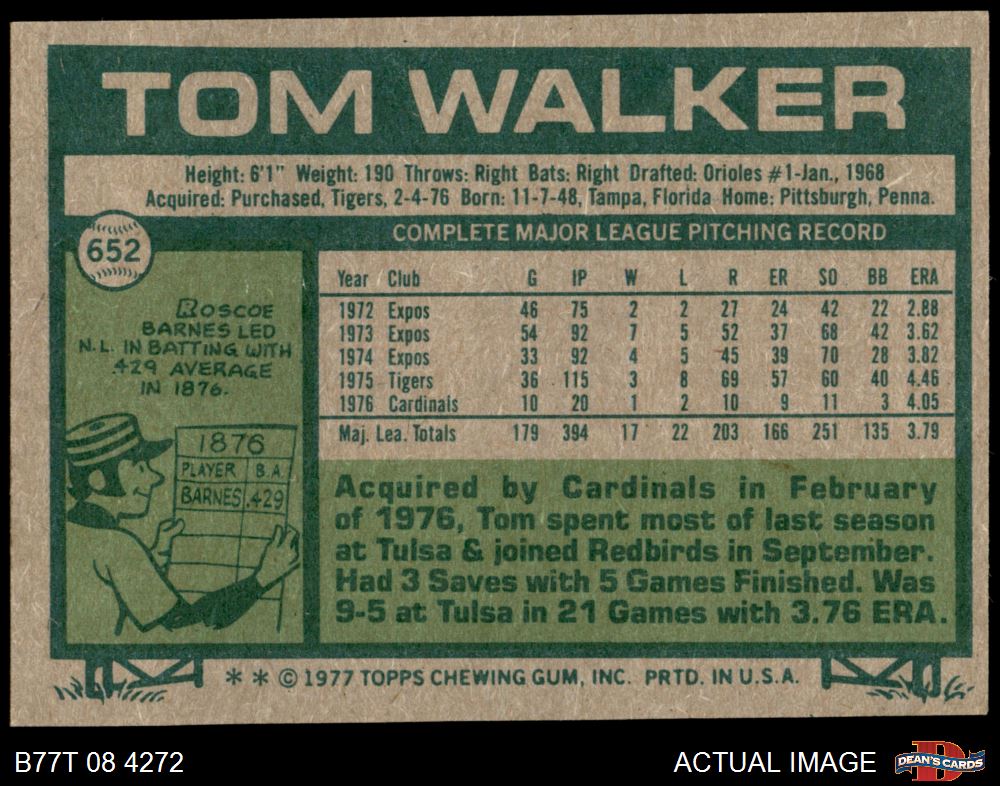 TOM WALKER
Height: 6'1" Weight: 190 Throws: Right Bats: Right Drafted: Orioles #1-Jan., 1968
Acquired: Purchased, Tigers, 2-4-76 Born: 11-7-48, Tampa, Florida Home: Pittsburgh, Penna.
652
COMPLETE MAJOR LEAGUE PITCHING RECORD
Year Club G IP W L R ER SO BB ERA
1972 Expos 46 75 2 2 27 24 42 22 2.88
1973 Expos 54 92 7 5 52 37 68 42 3.62
1974 Expos 33 92 4 5 45 39 70 28 3.82
1975 Tigers 36 115 3 8 69 57 60 40 4.46
1976 Cardinals 10 20 1 2 10 9 11 3 4.05
Maj. Lea. Totals 179 394 17 22 203 166 251 135 3.79
ROSCOE
BARNES LED
N.L. IN BATTING WITH
.429 AVERAGE
IN 1876.
1876
PLAYER B.A.
BARNES .429
Acquired by Cardinals in February
of 1976, Tom spent most of last season
at Tulsa & joined Redbirds in September.
Had 3 Saves with 5 Games Finished. Was
9-5 at Tulsa in 21 Games with 3.76 ERA.
* * © 1977 TOPPS CHEWING GUM, INC. PRTD. IN U.S.A.
B77T 08 4272
ACTUAL IMAGE
D
DEAN'S CARDS